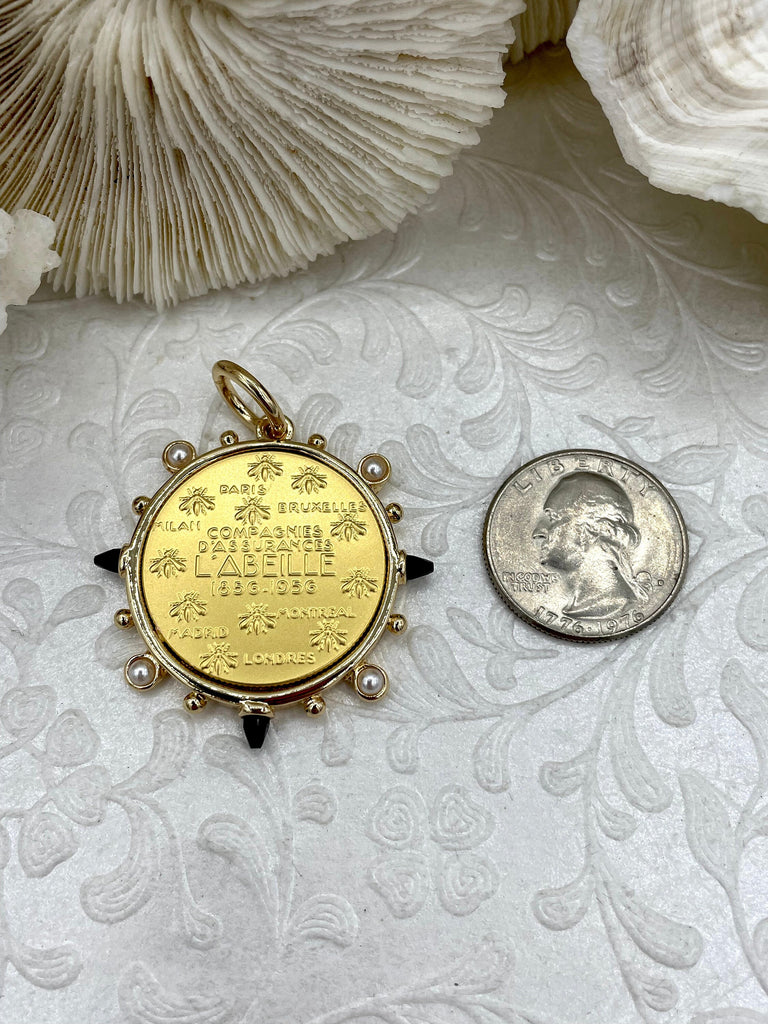 PARIS
BRUXELLES
MILAN
COMPAGNIES
D'ASSURANCES
L'ABEILLE
1856-1956
MONTREAL
MADRID
LONDRES
LIBERTY
IN GOD WE
TRUST
D
1776·1976